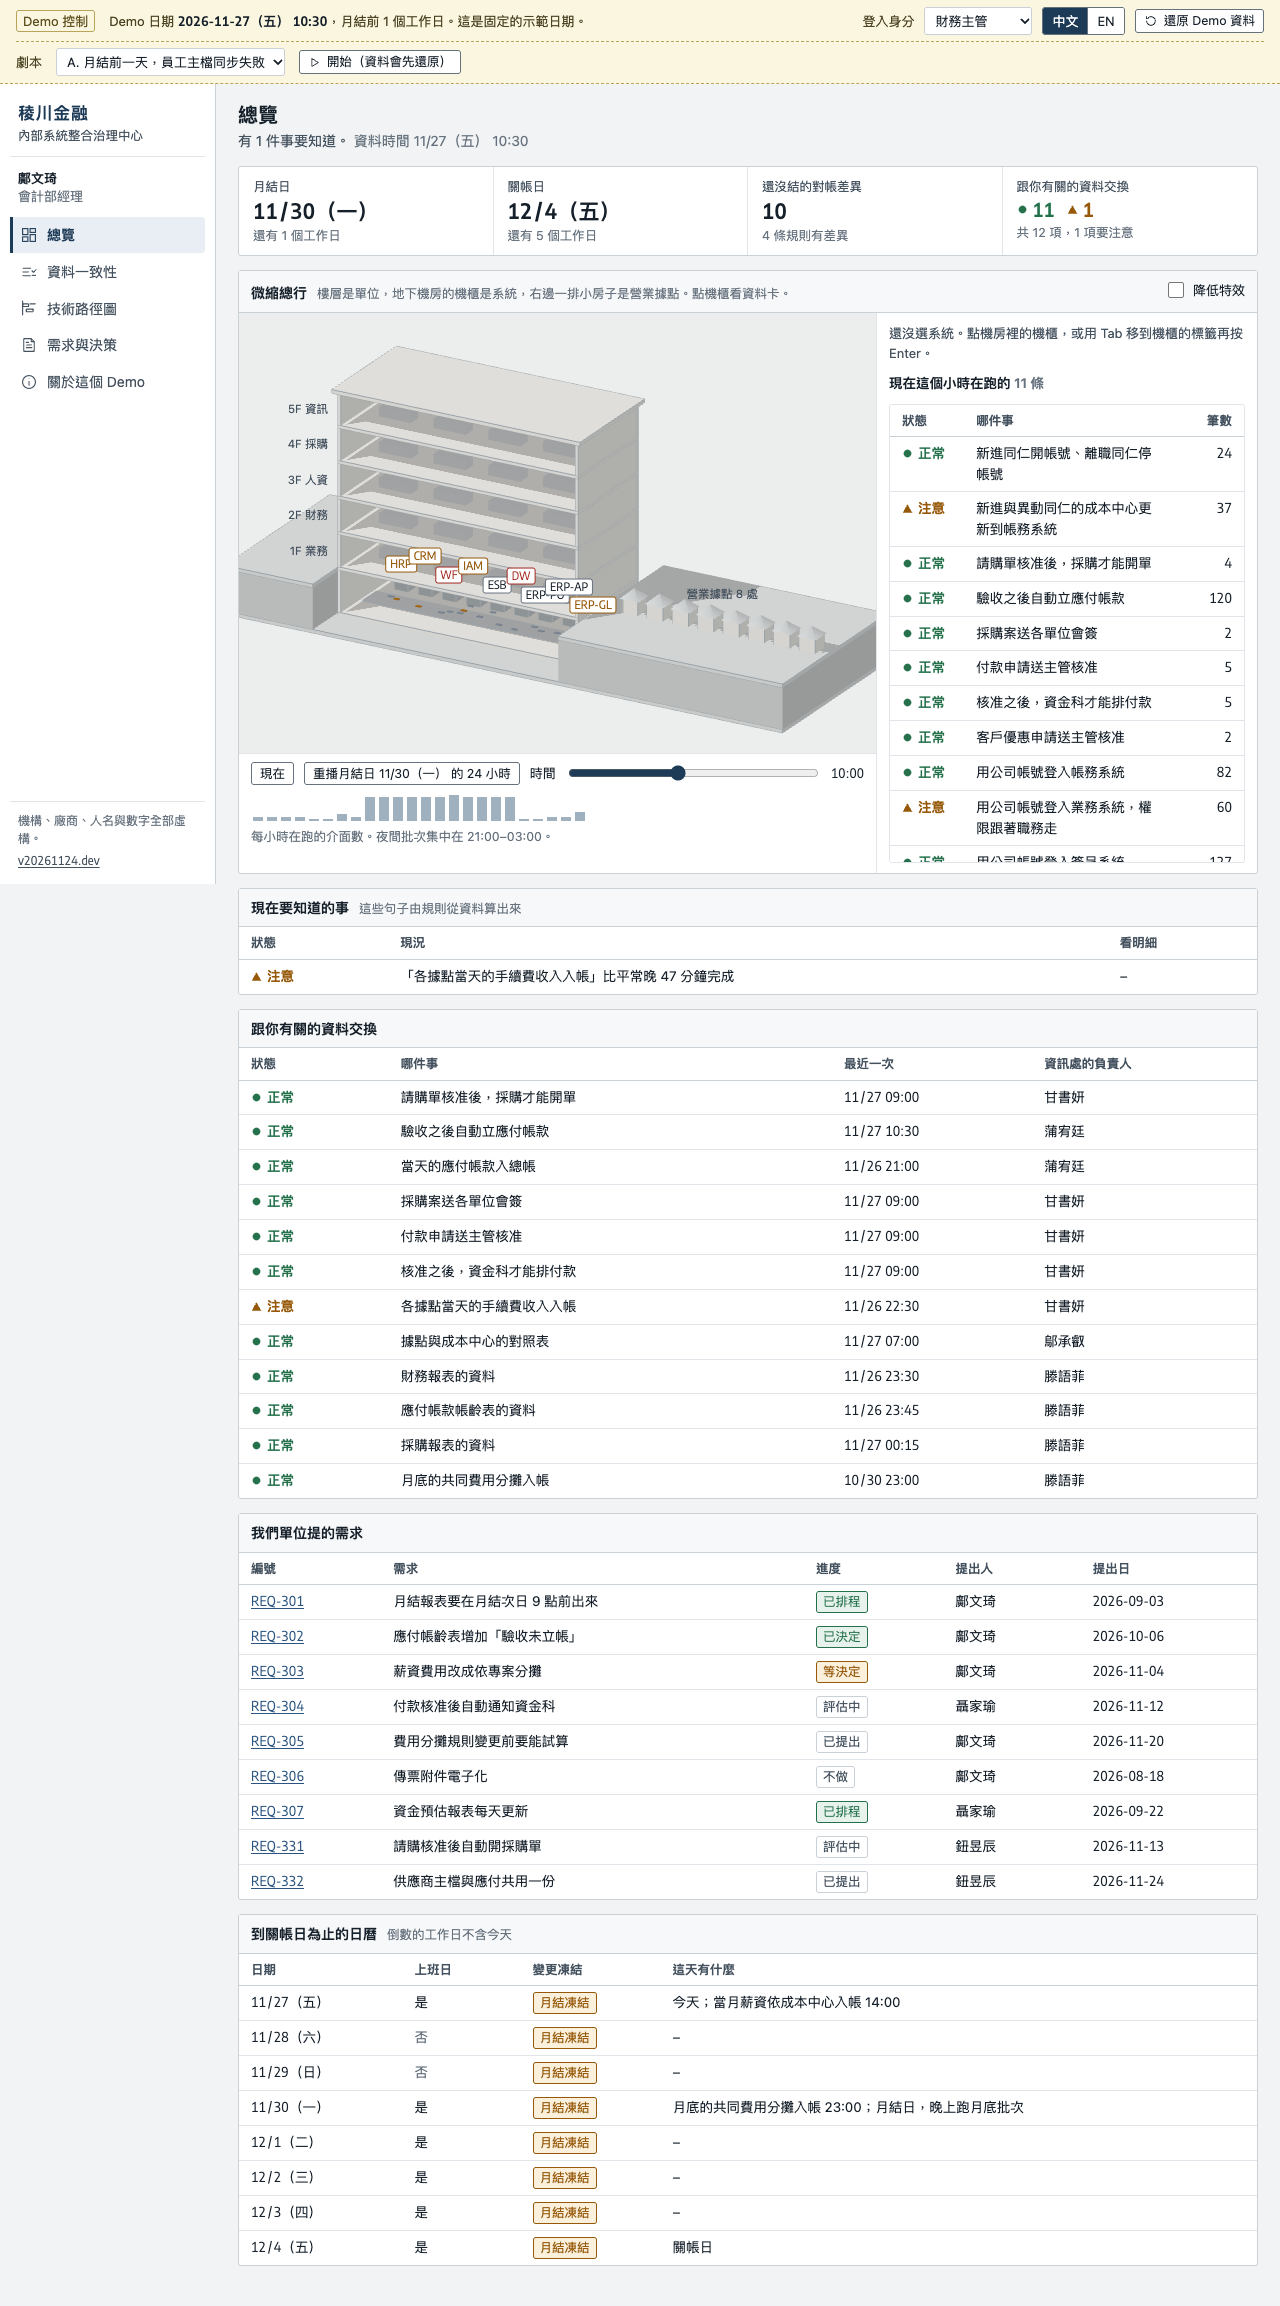 Demo 控制 Demo 日期 2026-11-27（五） 10:30，月結前 1 個工作日。這是固定的示範日期。 登入身分 財務主管 中文 EN 還原 Demo 資料
劇本 A. 月結前一天，員工主檔同步失敗 開始（資料會先還原）
稜川金融
內部系統整合治理中心
鄺文琦
會計部經理
總覽
資料一致性
技術路徑圖
需求與決策
關於這個 Demo
機構、廠商、人名與數字全部虛
構。
v20261124.dev
總覽
有 1 件事要知道。 資料時間 11/27（五） 10:30
月結日
11/30（一）
還有 1 個工作日
關帳日
12/4（五）
還有 5 個工作日
還沒結的對帳差異
10
4 條規則有差異
跟你有關的資料交換
11 1
共 12 項，1 項要注意
微縮總行 樓層是單位，地下機房的機櫃是系統，右邊一排小房子是營業據點。點機櫃看資料卡。 降低特效
5F 資訊
4F 採購
3F 人資
2F 財務
1F 業務
CRM
WF
IAM
ESB
DW
ERP-AP
ERP-GL
營業據點 8 處
現在 重播月結日 11/30（一） 的 24 小時 時間 10:00
每小時在跑的介面數。夜間批次集中在 21:00–03:00。
還沒選系統。點機房裡的機櫃，或用 Tab 移到機櫃的標籤再按
Enter。
現在這個小時在跑的 11 條
狀態 哪件事 筆數
正常 新進同仁開帳號、離職同仁停
帳號 24
注意 新進與異動同仁的成本中心更
新到帳務系統 37
正常 請購單核准後，採購才能開單 4
正常 驗收之後自動立應付帳款 120
正常 採購案送各單位會簽 2
正常 付款申請送主管核准 5
正常 核准之後，資金科才能排付款 5
正常 客戶優惠申請送主管核准 2
正常 用公司帳號登入帳務系統 82
注意 用公司帳號登入業務系統，權
限跟著職務走 60
正常 用公司帳號登入簽呈系統 127
現在要知道的事 這些句子由規則從資料算出來
狀態 現況 看明細
注意 「各據點當天的手續費收入入帳」比平常晚 47 分鐘完成 –
跟你有關的資料交換
狀態 哪件事 最近一次 資訊處的負責人
正常 請購單核准後，採購才能開單 11/27 09:00 甘書妍
正常 驗收之後自動立應付帳款 11/27 10:30 蒲宥廷
正常 當天的應付帳款入總帳 11/26 21:00 蒲宥廷
正常 採購案送各單位會簽 11/27 09:00 甘書妍
正常 付款申請送主管核准 11/27 09:00 甘書妍
正常 核准之後，資金科才能排付款 11/27 09:00 甘書妍
注意 各據點當天的手續費收入入帳 11/26 22:30 甘書妍
正常 據點與成本中心的對照表 11/27 07:00 鄔承叡
正常 財務報表的資料 11/26 23:30 滕語菲
正常 應付帳款帳齡表的資料 11/26 23:45 滕語菲
正常 採購報表的資料 11/27 00:15 滕語菲
正常 月底的共同費用分攤入帳 10/30 23:00 滕語菲
我們單位提的需求
編號 需求 進度 提出人 提出日
REQ-301 月結報表要在月結次日 9 點前出來 已排程 鄺文琦 2026-09-03
REQ-302 應付帳齡表增加「驗收未立帳」 已決定 鄺文琦 2026-10-06
REQ-303 薪資費用改成依專案分攤 等決定 鄺文琦 2026-11-04
REQ-304 付款核准後自動通知資金科 評估中 聶家瑜 2026-11-12
REQ-305 費用分攤規則變更前要能試算 已提出 鄺文琦 2026-11-20
REQ-306 傳票附件電子化 不做 鄺文琦 2026-08-18
REQ-307 資金預估報表每天更新 已排程 聶家瑜 2026-09-22
REQ-331 請購核准後自動開採購單 評估中 鈕昱辰 2026-11-13
REQ-332 供應商主檔與應付共用一份 已提出 鈕昱辰 2026-11-24
到關帳日為止的日曆 倒數的工作日不含今天
日期 上班日 變更凍結 這天有什麼
11/27（五） 是 月結凍結 今天；當月薪資依成本中心入帳 14:00
11/28（六） 否 月結凍結 –
11/29（日） 否 月結凍結 –
11/30（一） 是 月結凍結 月底的共同費用分攤入帳 23:00；月結日，晚上跑月底批次
12/1（二） 是 月結凍結 –
12/2（三） 是 月結凍結 –
12/3（四） 是 月結凍結 –
12/4（五） 是 月結凍結 關帳日